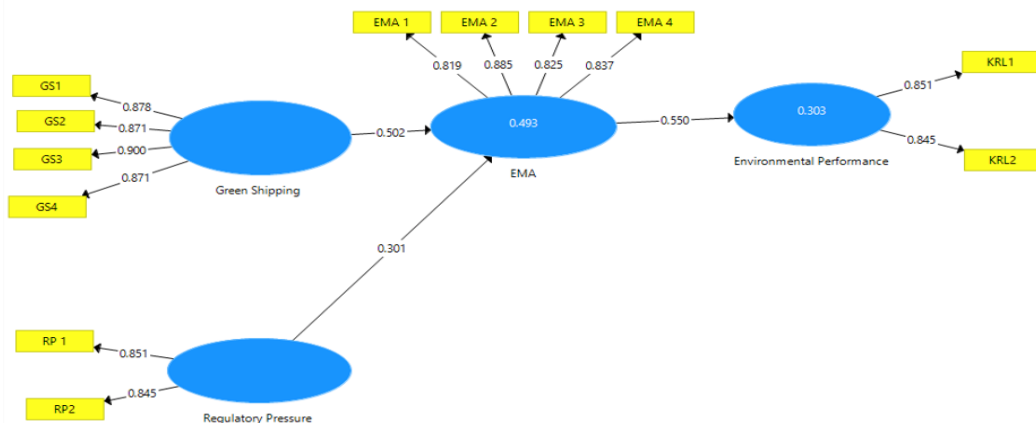 EMA 1
EMA 2
EMA 3
EMA 4
0.819
0.885
0.825
0.837
GS1
GS2
GS3
GS4
0.878
0.871
0.900
0.871
Green Shipping
0.502
0.493
EMA
0.550
0.303
Environmental Performance
0.851
0.845
KRL1
KRL2
0.301
RP 1
RP2
0.851
0.845
Regulatory Pressure